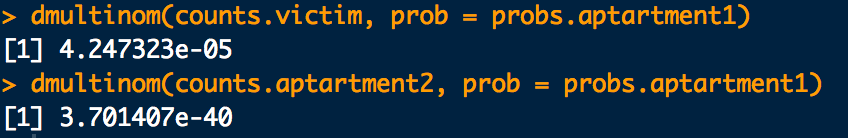 > dmultinom(counts.victim, prob = probs.aptartment1)
[1] 4.247323e-05
> dmultinom(counts.aptartment2, prob = probs.aptartment1)
[1] 3.701407e-40